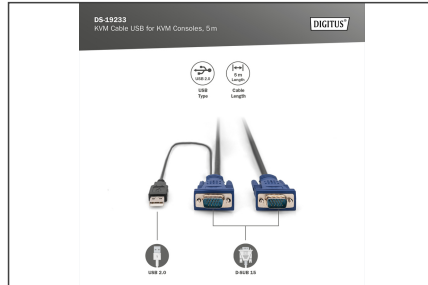 DS-19233
KVM Cable USB for KVM Consoles, 5 m
DIGITUS®
USB 2.0
5 m
Length
USB
Type
Cable
Length
USB 2.0
D-SUB 15